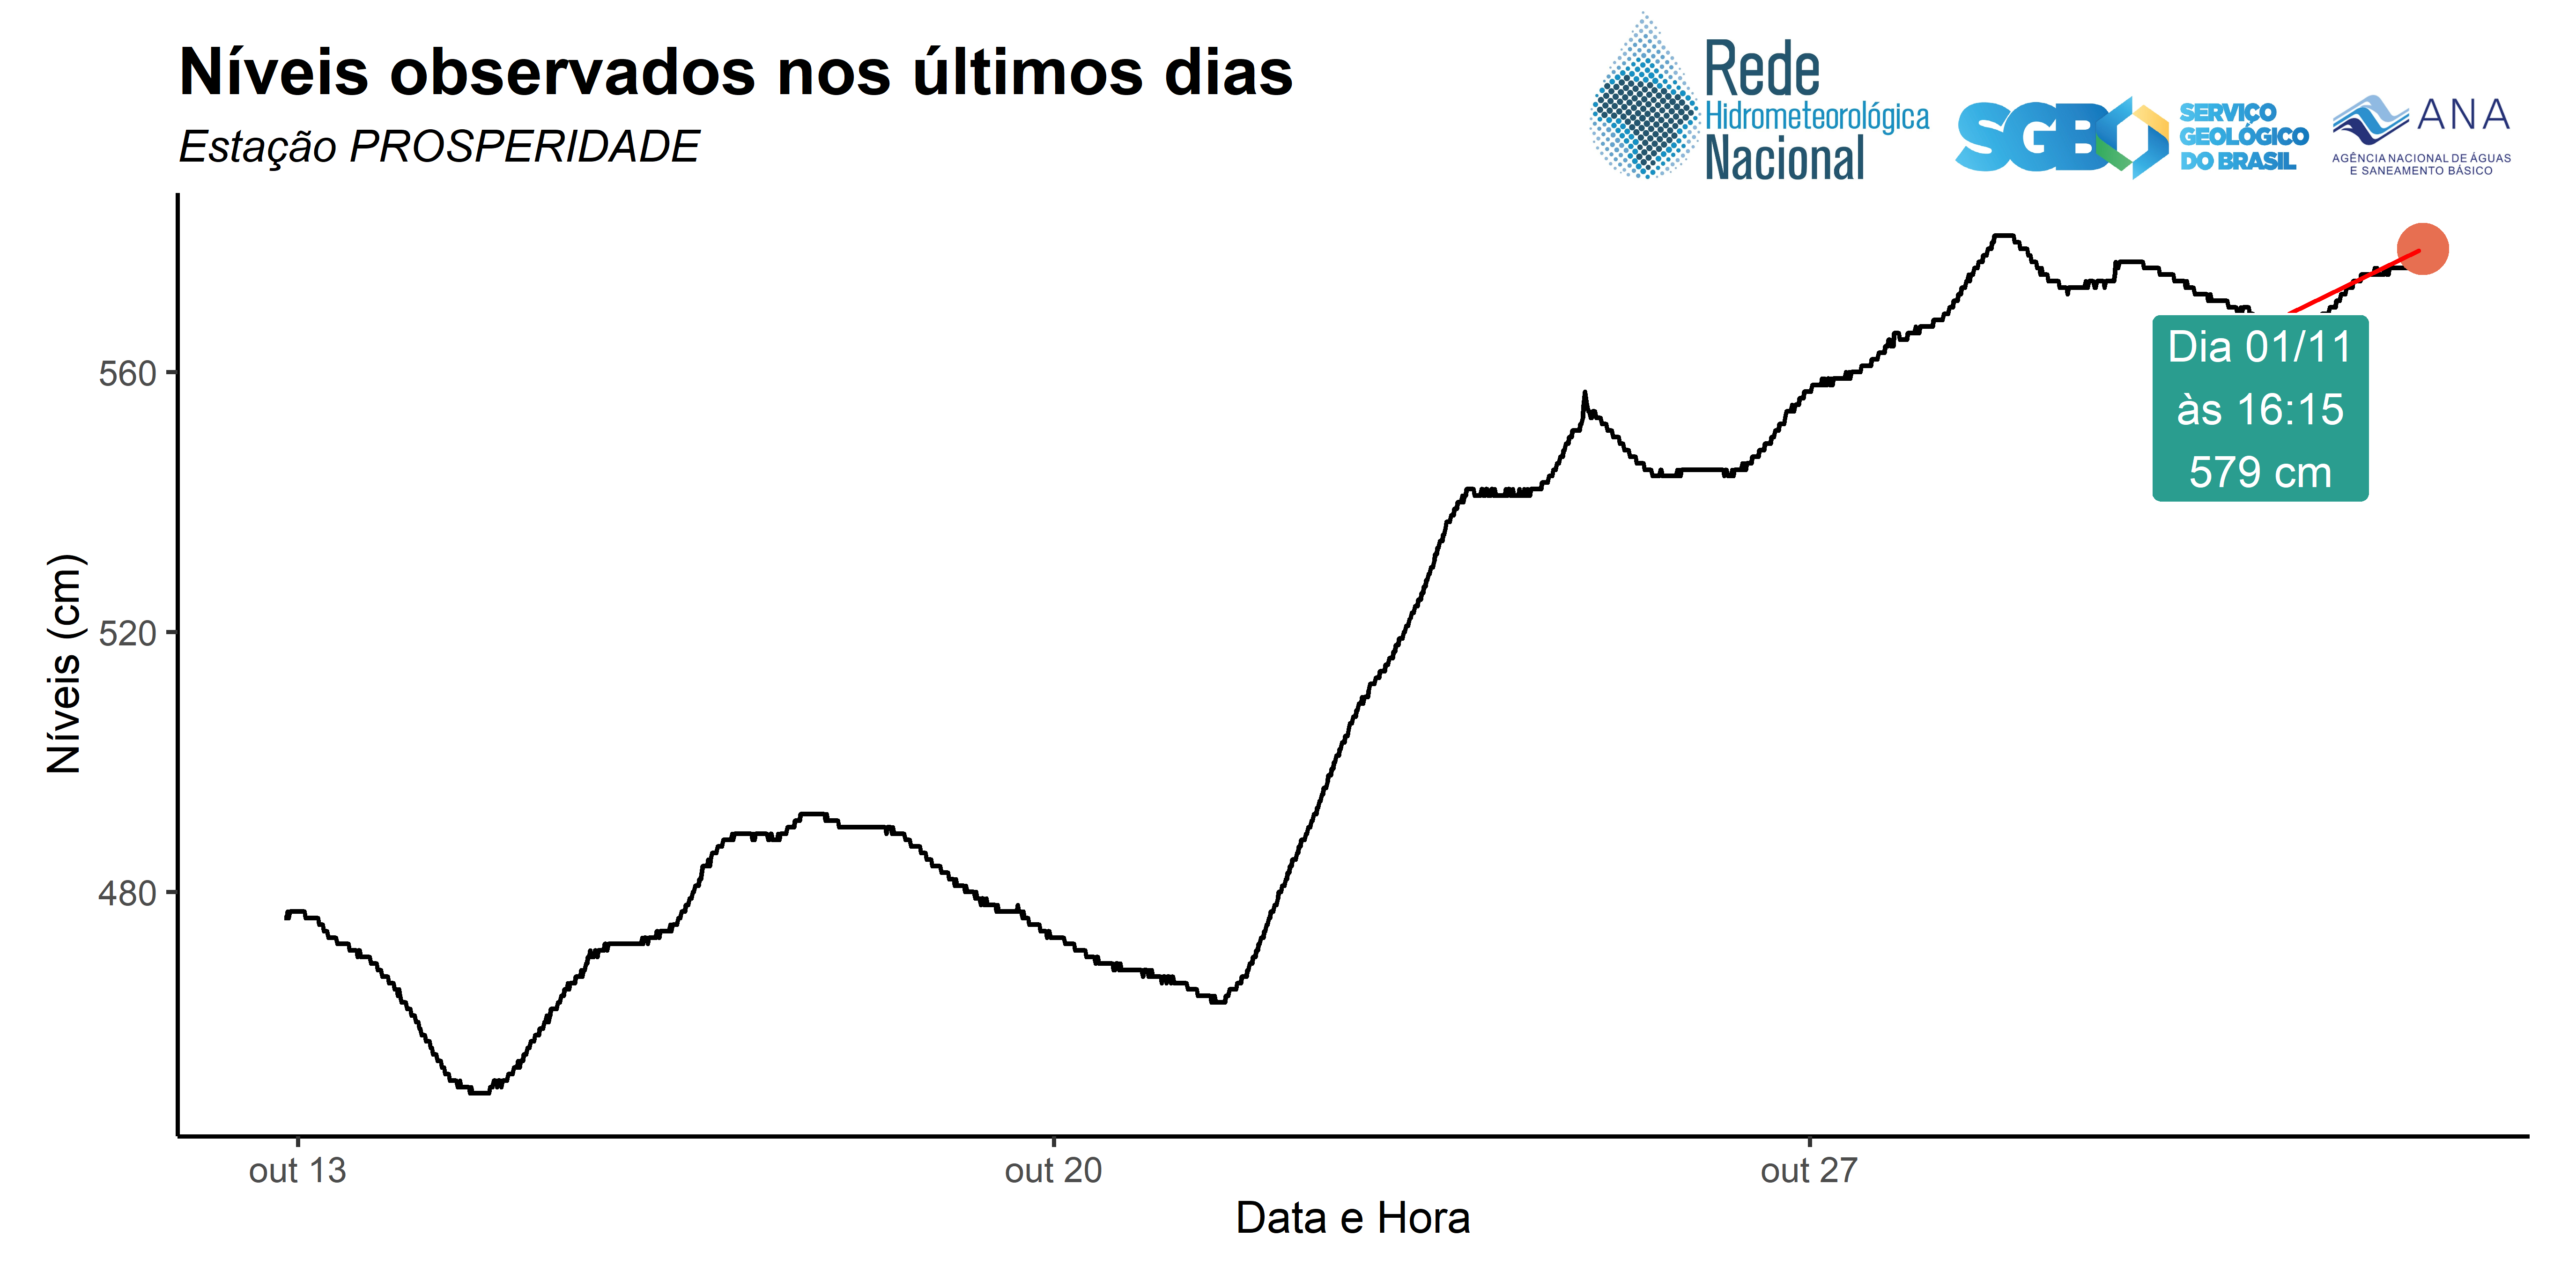 Níveis observados nos últimos dias
Estação PROSPERIDADE
Rede
Hidrometeorológica
Nacional
SGB
SERVIÇO
GEOLÓGICO
DO BRASIL
ANA
AGÊNCIA NACIONAL DE ÁGUAS
E SANEAMENTO BÁSICO
Níveis (cm)
560
520
480
Dia 01/11
às 16:15
579 cm
out 13
out 20
out 27
Data e Hora